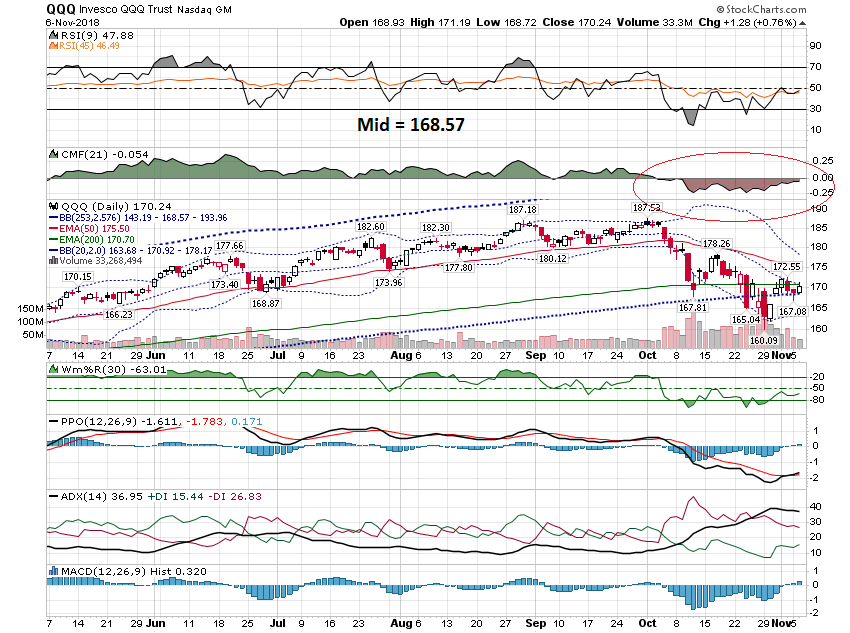 QQQ Invesco QQQ Trust Nasdaq GM
© StockCharts.com
6-Nov-2018
Open 168.93 High 171.19 Low 168.72 Close 170.24 Volume 33.3M Chg +1.28 (+0.76%)
RSI(9) 47.88
RSI(45) 46.49
90
70
50
30
10
Mid = 168.57
CMF(21) -0.054
0.25
0.00
-0.25
QQQ (Daily) 170.24
BB(253,2.576) 143.19 - 168.57 - 193.96
EMA(50) 175.50
EMA(200) 170.70
BB(20,2.0) 163.68 - 170.92 - 178.17
Volume 33,268,494
187.18
187.53
182.60
182.30
177.66
178.26
180.12
177.80
170.15
173.96
173.40
172.55
168.87
166.23
167.81
167.08
165.04
160.09
190
185
180
175
170
165
160
150M
100M
50M
7 14 21 29 Jun 11 18 25 Jul 9 16 23 Aug 6 13 20 27 Sep 10 17 24 Oct 8 15 22 29 Nov 5
Wm%R(30) -63.01
-20
-50
-80
PPO(12,26,9) -1.611, -1.783, 0.171
1
0
-1
-2
ADX(14) 36.95 +DI 15.44 -DI 26.83
40
30
20
10
MACD(12,26,9) Hist 0.320
1
0
-1
-2
7 14 21 29 Jun 11 18 25 Jul 9 16 23 Aug 6 13 20 27 Sep 10 17 24 Oct 8 15 22 29 Nov 5